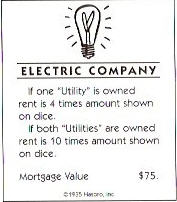 ELECTRIC COMPANY
If one "Utility" is owned
rent is 4 times amount shown
on dice.
If both "Utilities" are owned
rent is 10 times amount shown
on dice.
Mortgage Value $75.
©1935 Hasbro, Inc.